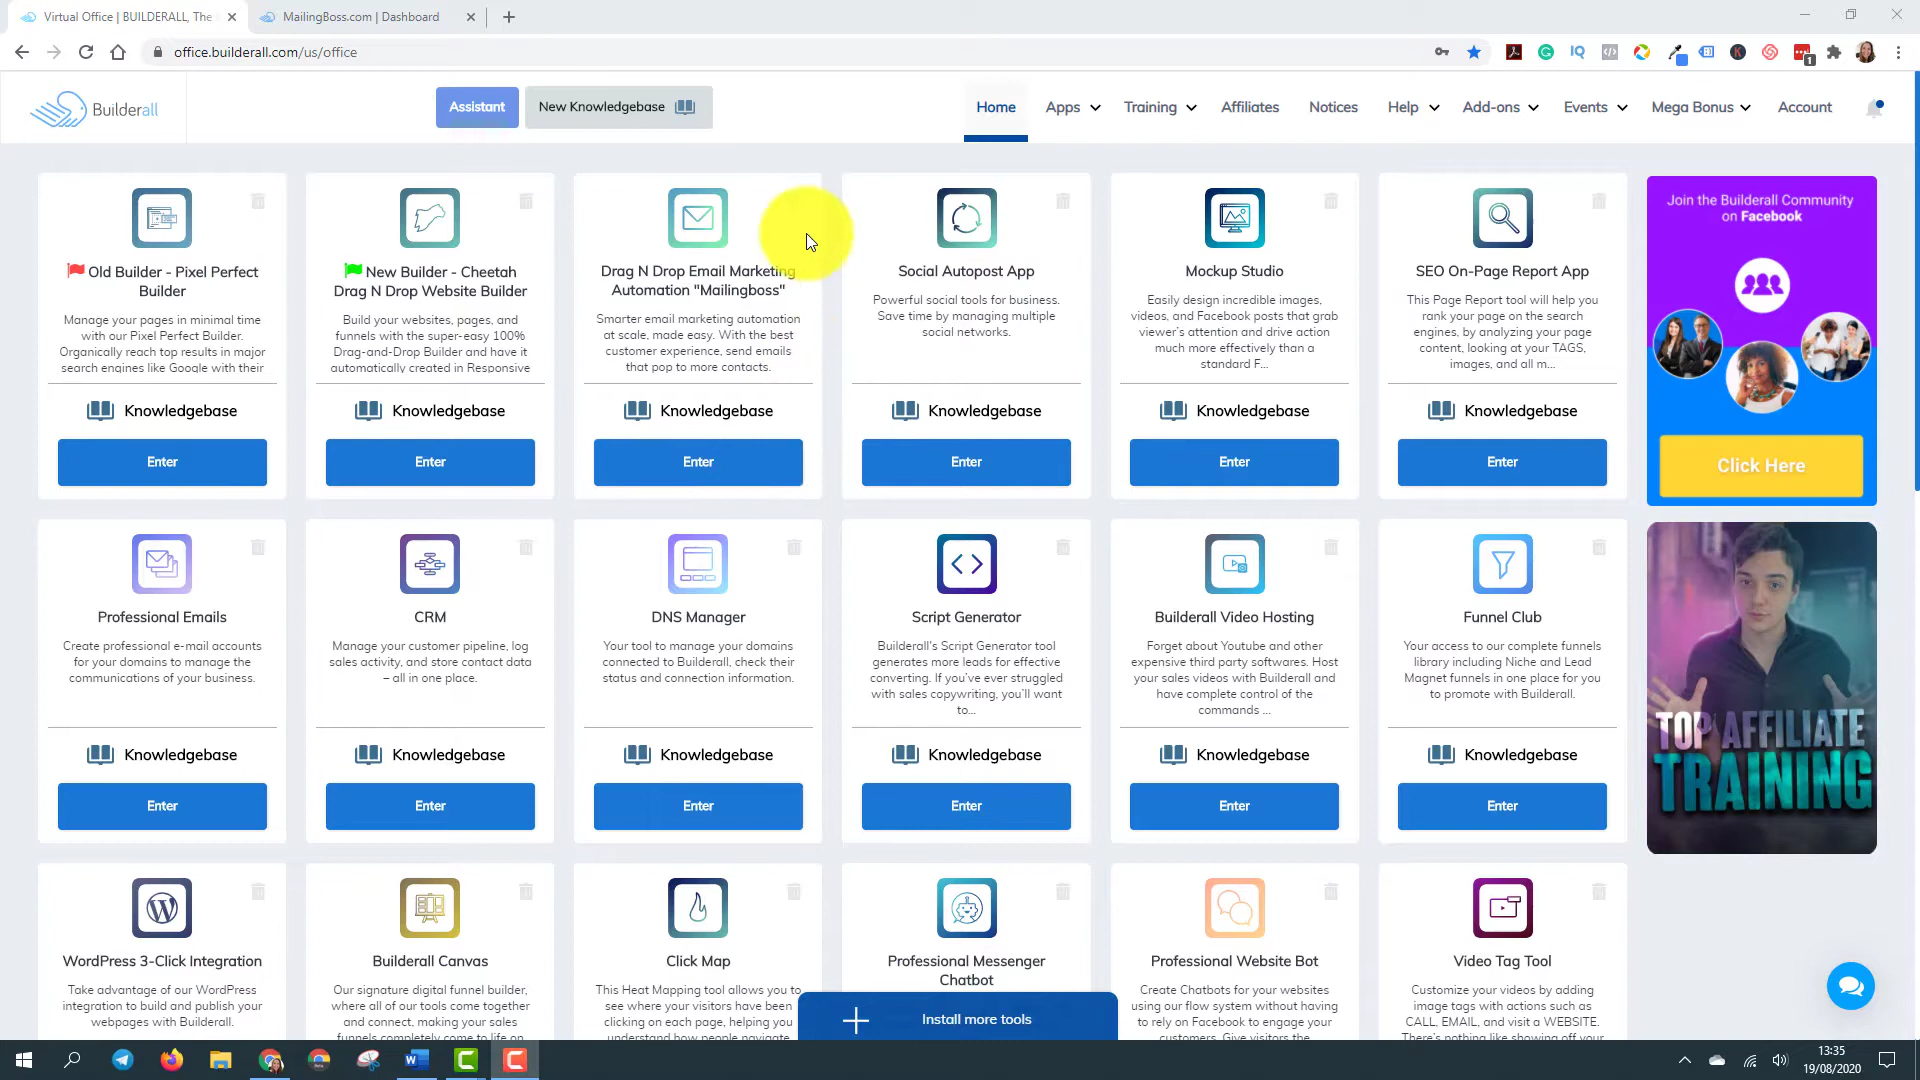 Virtual Office | BUILDERALL, The
MailingBoss.com | Dashboard
office.builderall.com/us/office
Builderall
Assistant
New Knowledgebase
Home
Apps
Training
Affiliates
Notices
Help
Add-ons
Events
Mega Bonus
Account
Old Builder - Pixel Perfect
Builder
Manage your pages in minimal time
with our Pixel Perfect Builder.
Organically reach top results in major
search engines like Google with their
Knowledgebase
Enter
New Builder - Cheetah
Drag N Drop Website Builder
Build your websites, pages, and
funnels with the super-easy 100%
Drag-and-Drop Builder and have it
automatically created in Responsive
Knowledgebase
Enter
Drag N Drop Email Marketing
Automation "Mailingboss"
Smarter email marketing automation
at scale, made easy. With the best
customer experience, send emails
that pop to more contacts.
Knowledgebase
Enter
Social Autopost App
Powerful social tools for business.
Save time by managing multiple
social networks.
Knowledgebase
Enter
Mockup Studio
Easily design incredible images,
videos, and Facebook posts that grab
viewer's attention and drive action
much more effectively than a
standard F...
Knowledgebase
Enter
SEO On-Page Report App
This Page Report tool will help you
rank your page on the search
engines, by analyzing your page
content, looking at your TAGS,
images, and all m...
Knowledgebase
Enter
Join the Builderall Community
on Facebook
Click Here
Professional Emails
Create professional e-mail accounts
for your domains to manage the
communications of your business.
Knowledgebase
Enter
CRM
Manage your customer pipeline, log
sales activity, and store contact data
– all in one place.
Knowledgebase
Enter
DNS Manager
Your tool to manage your domains
connected to Builderall, check their
status and connection information.
Knowledgebase
Enter
Script Generator
Builderall's Script Generator tool
generates more leads for effective
converting. If you've ever struggled
with sales copywriting, you'll want
to...
Knowledgebase
Enter
Builderall Video Hosting
Forget about Youtube and other
expensive third party softwares. Host
your sales videos with Builderall and
have complete control of the
commands ...
Knowledgebase
Enter
Funnel Club
Your access to our complete funnels
library including Niche and Lead
Magnet funnels in one place for you
to promote with Builderall.
Knowledgebase
Enter
TOP AFFILIATE
TRAINING
WordPress 3-Click Integration
Take advantage of our WordPress
integration to build and publish your
webpages with Builderall.
Builderall Canvas
Our signature digital funnel builder,
where all of our tools come together
and connect, making your sales
funnels completely come to life on
Click Map
This Heat Mapping tool allows you to
see where your visitors have been
clicking on each page, helping you
understand how people navigate
Professional Messenger
Chatbot
Professional Website Bot
Create Chatbots for your websites
using our flow system without having
to rely on Facebook to engage your
customers. Give visitors the
Video Tag Tool
Customize your videos by adding
image tags with actions such as
CALL, EMAIL, and visit a WEBSITE.
There's nothing like showing off your
Install more tools
13:35
19/08/2020